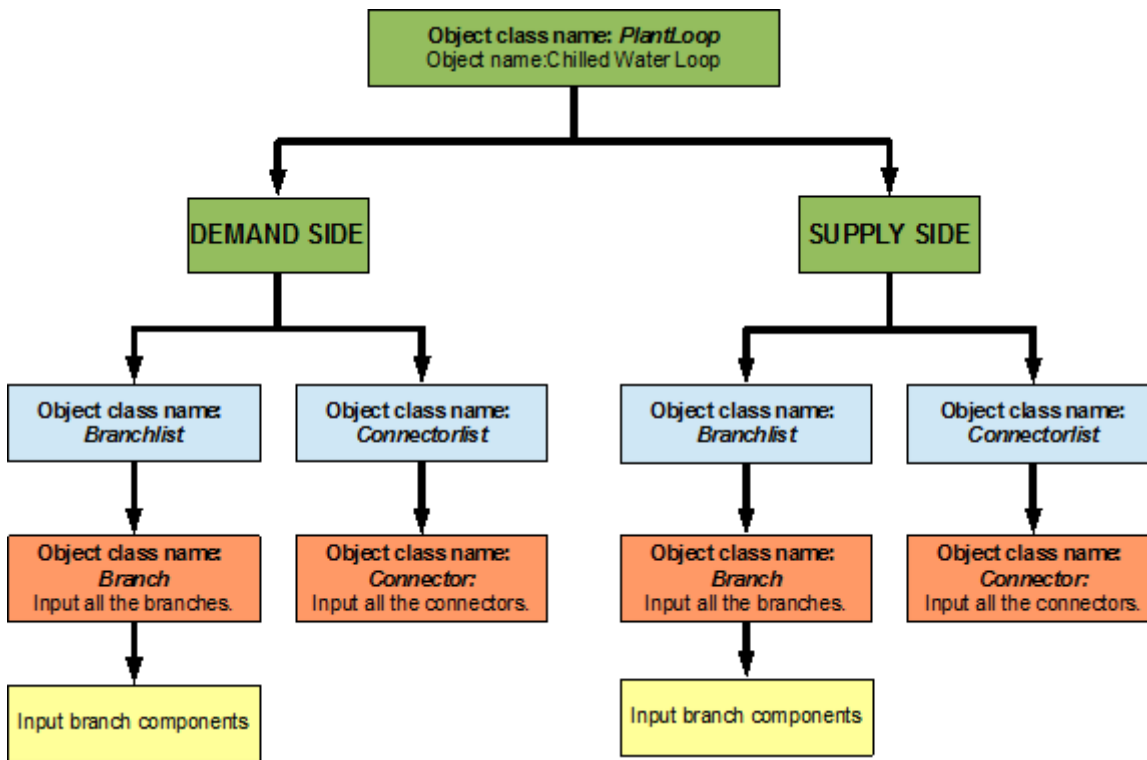 Object class name: PlantLoop
Object name:Chilled Water Loop
DEMAND SIDE
SUPPLY SIDE
Object class name:
Branchlist
Object class name:
Connectorlist
Object class name:
Branchlist
Object class name:
Connectorlist
Object class name:
Branch
Input all the branches.
Object class name:
Connector:
Input all the connectors.
Object class name:
Branch
Input all the branches.
Object class name:
Connector:
Input all the connectors.
Input branch components
Input branch components